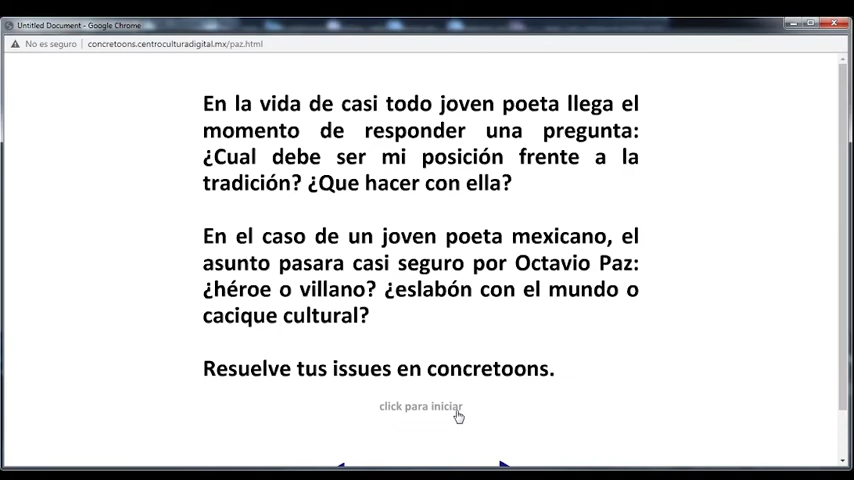 Untitled Document - Google Chrome
No es seguro | concretoons.centroculturadigital.mx/paz.html
En la vida de casi todo joven poeta llega el
momento de responder una pregunta:
¿Cual debe ser mi posición frente a la
tradición? ¿Que hacer con ella?
En el caso de un joven poeta mexicano, el
asunto pasara casi seguro por Octavio Paz:
¿héroe o villano? ¿eslabón con el mundo o
cacique cultural?
Resuelve tus issues en concretoons.
click para iniciar